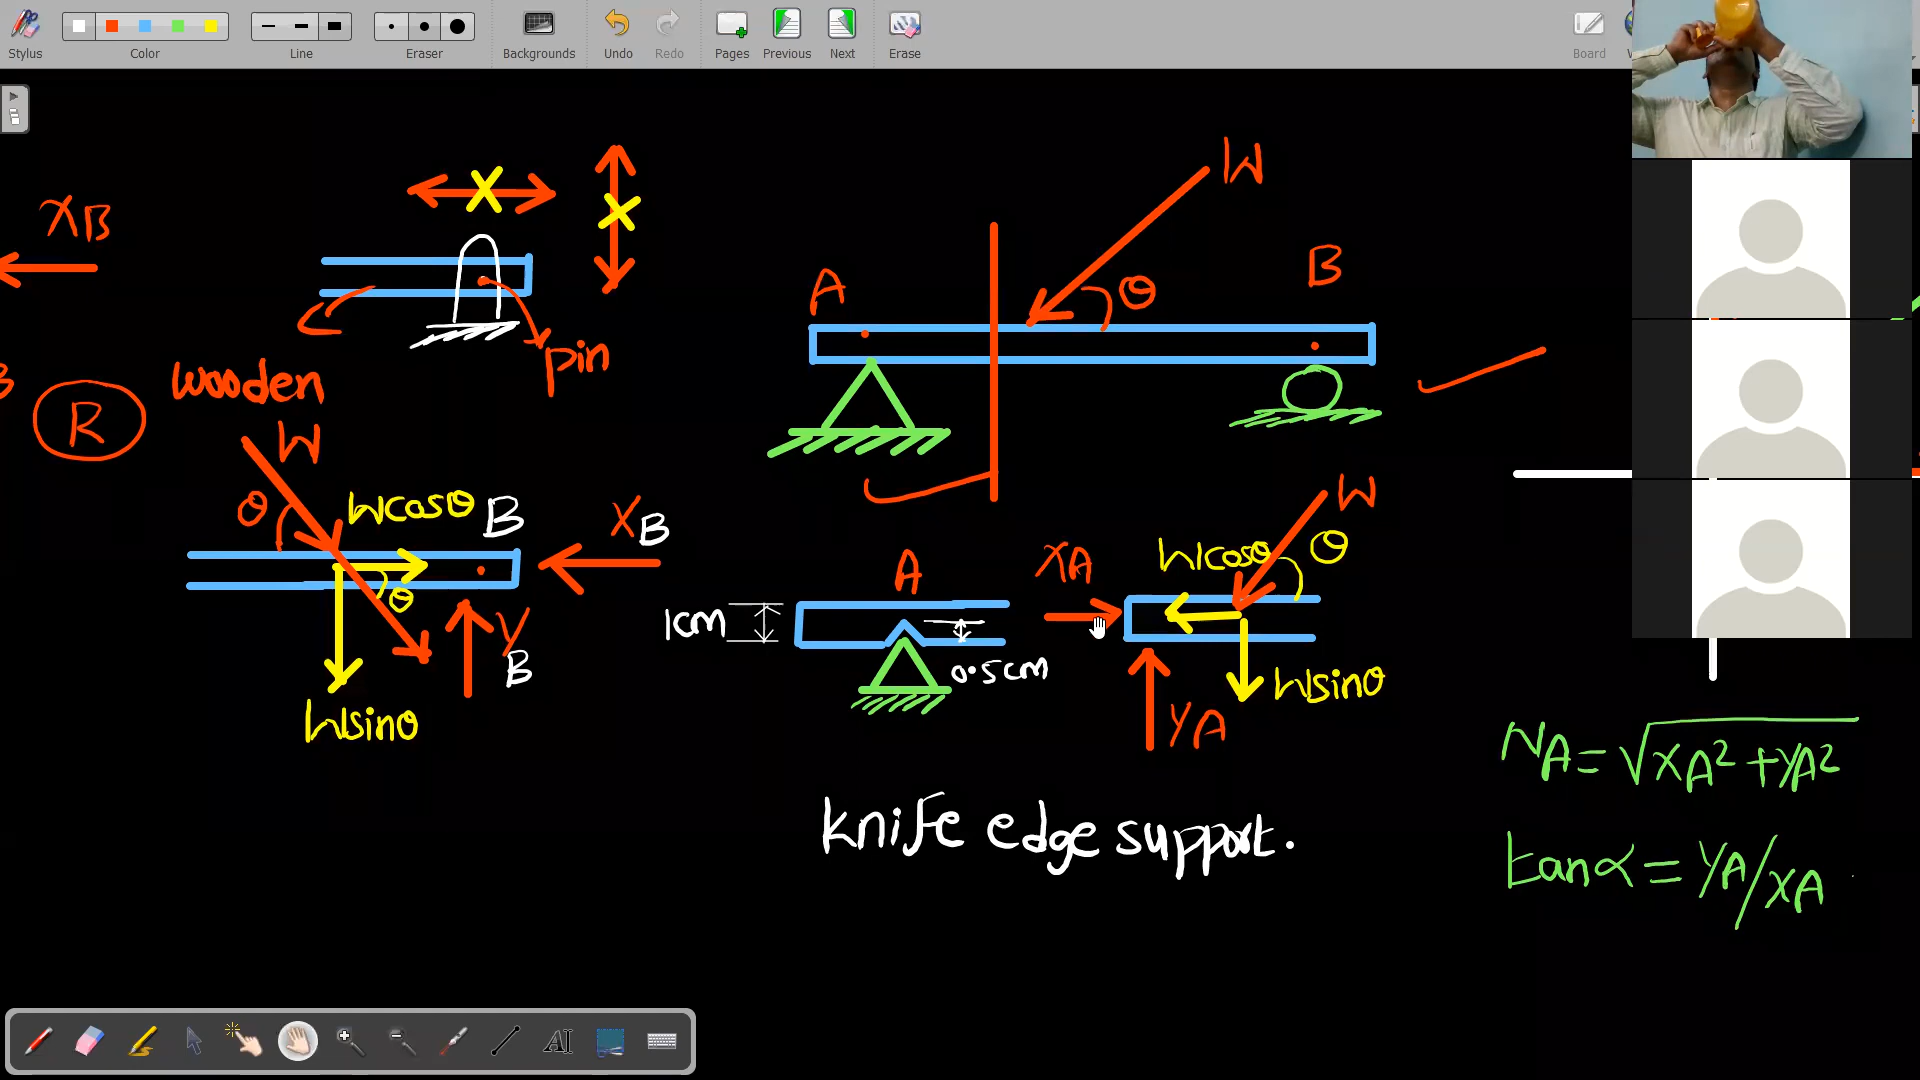 Stylus
Color
Line
Eraser
Backgrounds
Undo
Redo
Pages
Previous
Next
Erase
Board
XB
pin
wooden
R
W
θ
Wcosθ
B
XB
θ
YB
Wsinθ
W
A
θ
B
A
1cm
0.5cm
XA
Wcosθ
W
θ
YA
Wsinθ
knife edge support.
NA = √XA² + YA²
tanα = YA/XA
AI